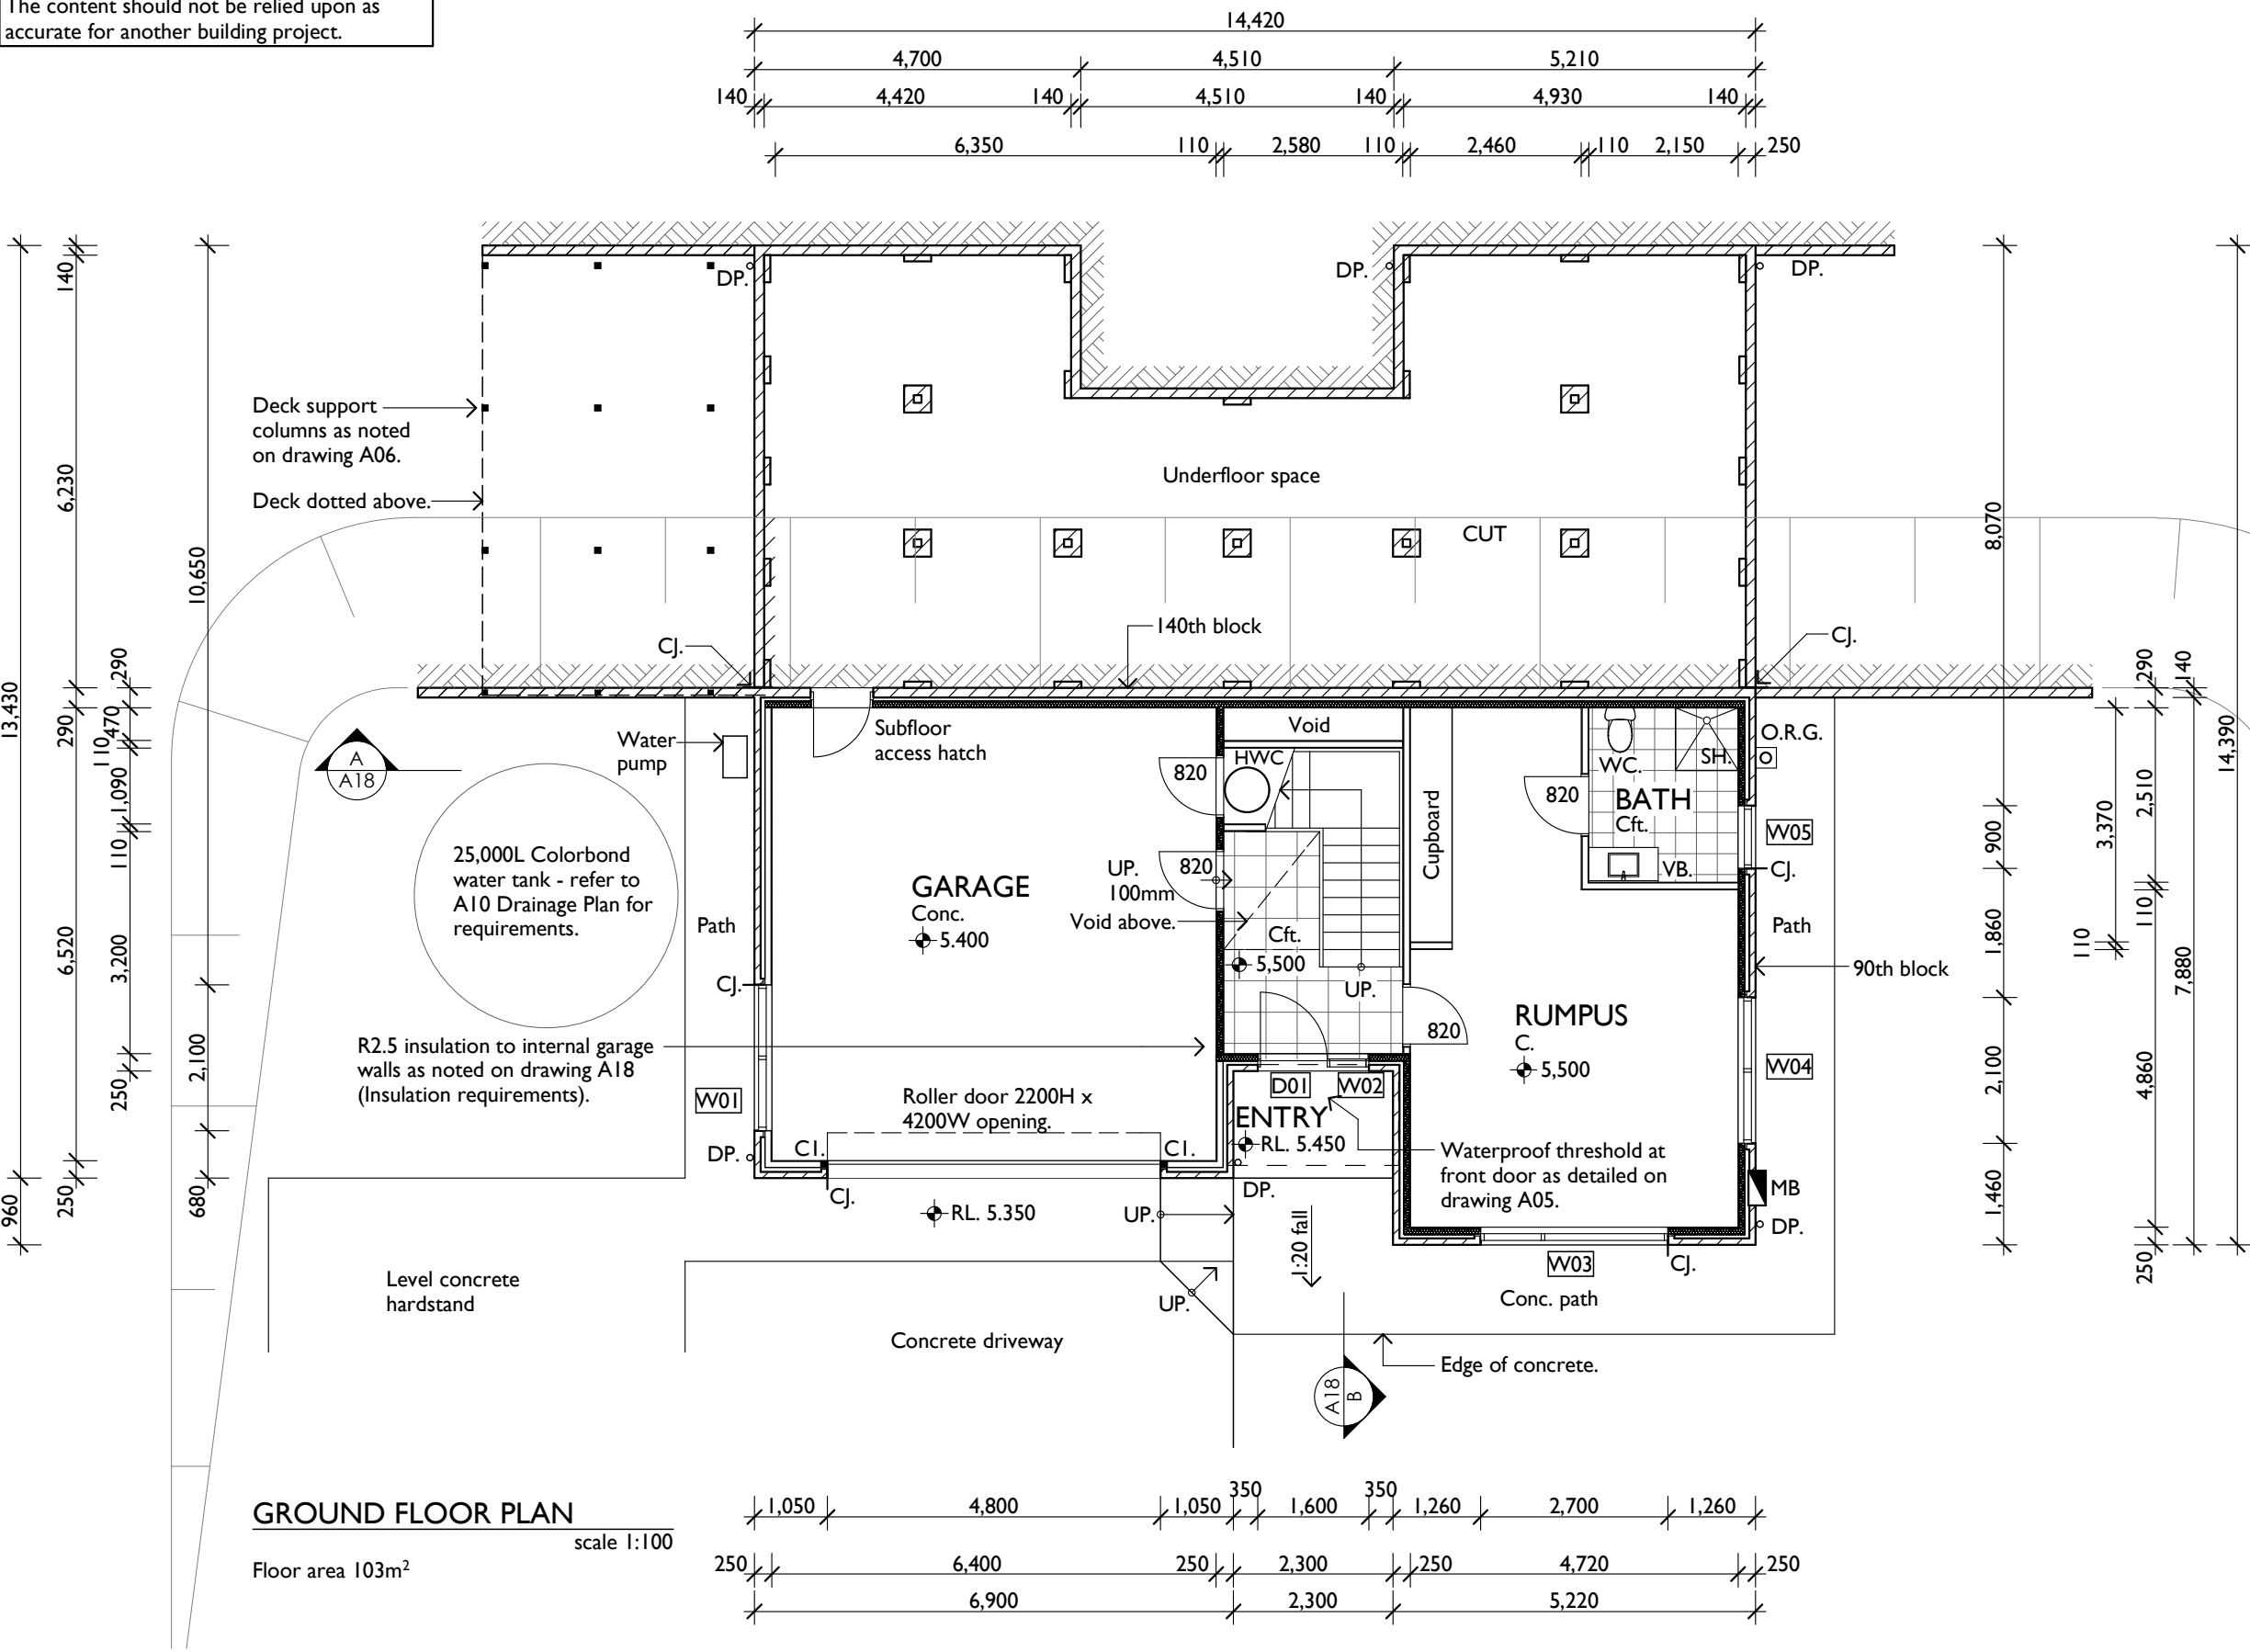 The content should not be relied upon as
accurate for another building project.
14,420
4,700 4,510 5,210
140 4,420 140 4,510 140 4,930 140
6,350 110 2,580 110 2,460 110 2,150 250
DP. DP. DP.
13,430
960
140
6,230
290
6,520
250
290
470
110
1,090
110
3,200
250
10,650
2,100
680
Deck support
columns as noted
on drawing A06.
Deck dotted above.
Underfloor space
CUT
140th block
CJ.
CJ.
8,070
900
1,860
2,100
1,460
3,370
110
290
2,510
110
4,860
250
140
7,880
14,390
A
A18
Water
pump
Subfloor
access hatch
Void
HWC
820
WC.
SH.
O.R.G.
820
BATH
Cft.
W05
25,000L Colorbond
water tank - refer to
A10 Drainage Plan for
requirements.
Cupboard
VB.
CJ.
UP.
100mm
820
GARAGE
Conc.
5.400
Void above.
Path
Path
Cft.
5,500
90th block
CJ.
UP.
RUMPUS
C.
5,500
820
R2.5 insulation to internal garage
walls as noted on drawing A18
(Insulation requirements).
W01
Roller door 2200H x
4200W opening.
D01
W02
W04
ENTRY
RL. 5.450
DP.
CI.
CI.
Waterproof threshold at
front door as detailed on
drawing A05.
MB
DP.
DP.
CJ.
RL. 5.350
UP.
1:20 fall
W03
CJ.
Level concrete
hardstand
UP.
Conc. path
Concrete driveway
Edge of concrete.
A18
B
GROUND FLOOR PLAN
scale 1:100
Floor area 103m²
1,050 4,800 1,050 350 1,600 350 1,260 2,700 1,260
250 6,400 250 2,300 250 4,720 250
6,900 2,300 5,220